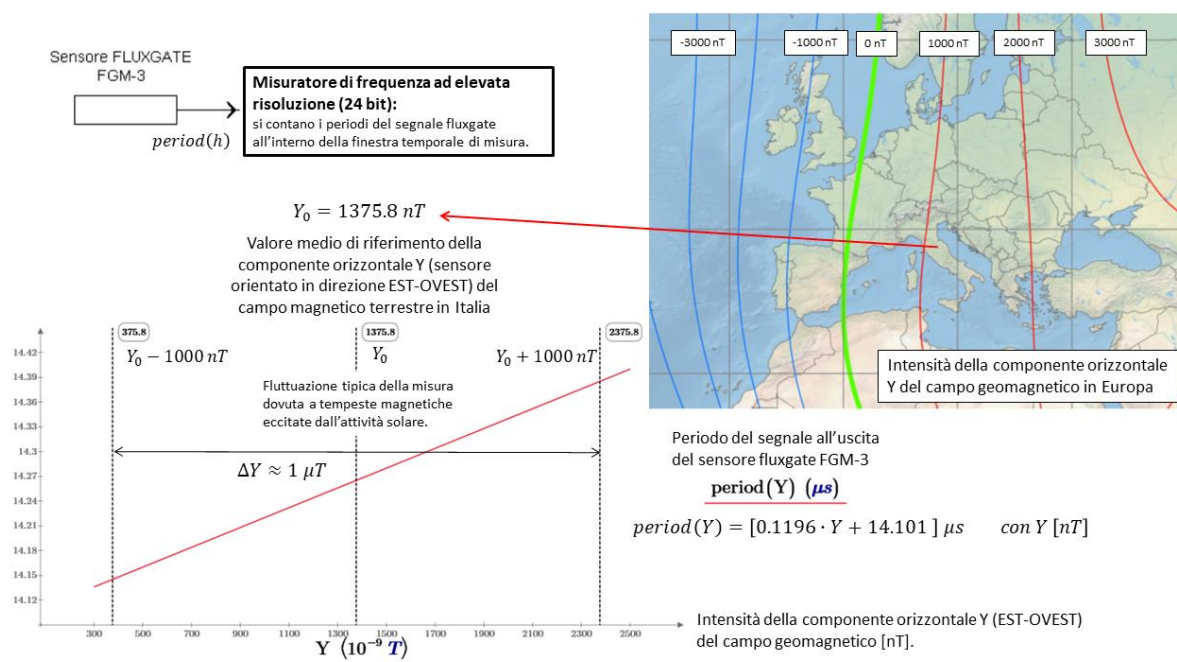 Sensore FLUXGATE
FGM-3
period(h)
Misuratore di frequenza ad elevata
risoluzione (24 bit):
si contano i periodi del segnale fluxgate
all'interno della finestra temporale di misura.
-3000 nT
-1000 nT
0 nT
1000 nT
2000 nT
3000 nT
Y₀ = 1375.8 nT
Valore medio di riferimento della
componente orizzontale Y (sensore
orientato in direzione EST-OVEST) del
campo magnetico terrestre in Italia
Intensità della componente orizzontale
Y del campo geomagnetico in Europa
375.8
1375.8
2375.8
Y₀ − 1000 nT
Y₀
Y₀ + 1000 nT
Fluttuazione tipica della misura
dovuta a tempeste magnetiche
eccitate dall'attività solare.
ΔY ≈ 1 μT
14.42
14.39
14.36
14.33
14.3
14.27
14.24
14.21
14.18
14.15
14.12
300
500
700
900
1100
1300
1500
1700
1900
2100
2300
2500
Y (10⁻⁹ T)
Periodo del segnale all'uscita
del sensore fluxgate FGM-3
period(Y) (μs)
period(Y) = [0.1196 · Y + 14.101 ] μs con Y [nT]
Intensità della componente orizzontale Y (EST-OVEST)
del campo geomagnetico [nT].